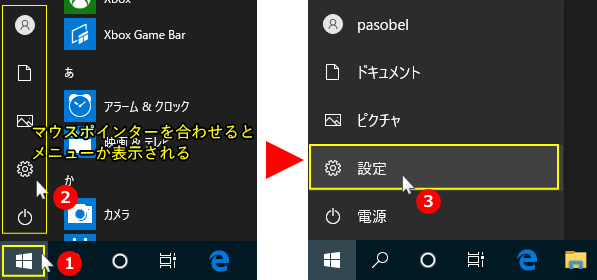 Xbox
Xbox Game Bar
あ
アラーム & クロック
マウスポインターを合わせると
メニューが表示される
映画 & テレビ
か
カメラ
2
1
pasobel
ドキュメント
ピクチャ
設定
3
電源